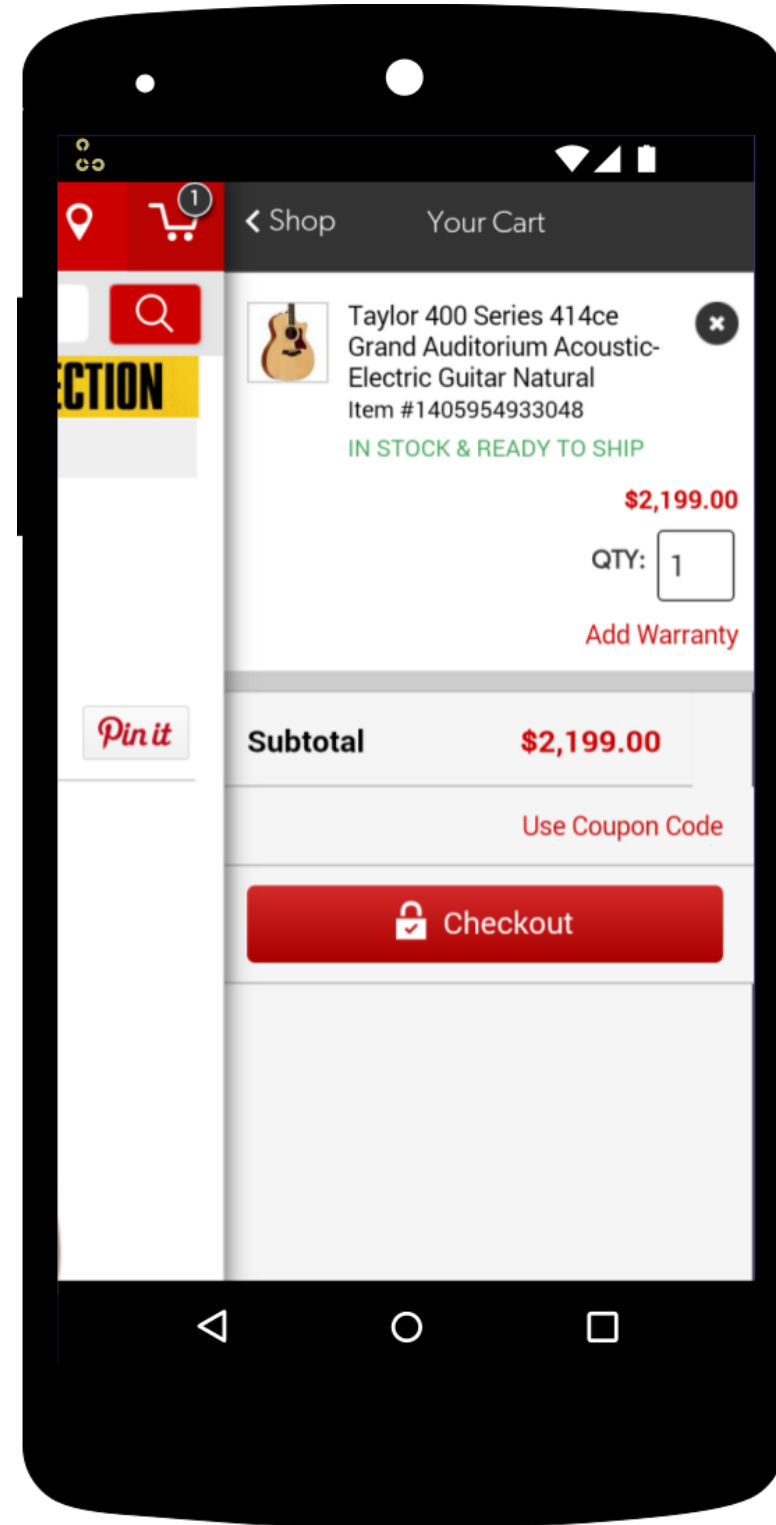 1
Shop
Your Cart
ECTION
Taylor 400 Series 414ce
Grand Auditorium Acoustic-
Electric Guitar Natural
Item #1405954933048
IN STOCK & READY TO SHIP
$2,199.00
QTY: 1
Add Warranty
Pin it
Subtotal $2,199.00
Use Coupon Code
Checkout